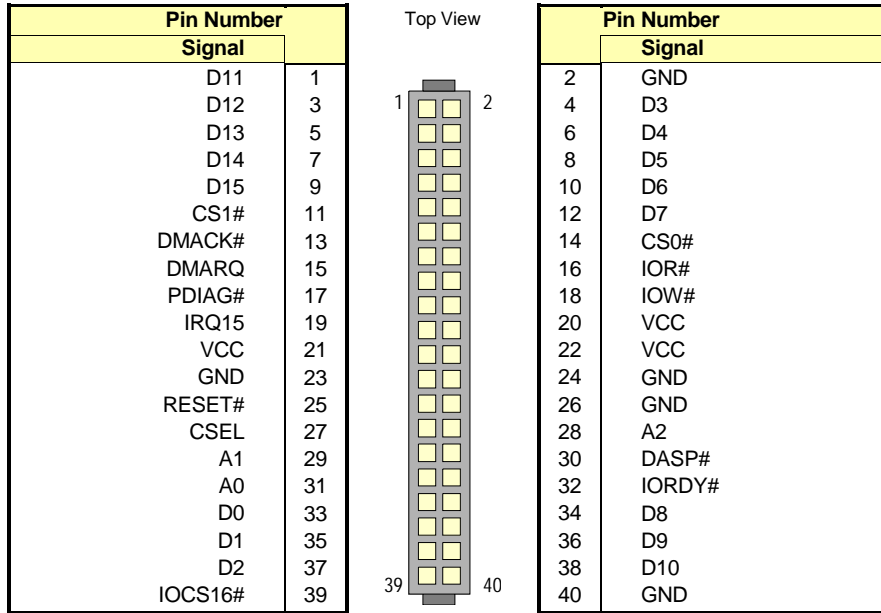 Pin Number Top View Pin Number
Signal Signal
D11 1 2 GND
1 2
D12 3 4 D3
D13 5 6 D4
D14 7 8 D5
D15 9 10 D6
CS1# 11 12 D7
DMACK# 13 14 CS0#
DMARQ 15 16 IOR#
PDIAG# 17 18 IOW#
IRQ15 19 20 VCC
VCC 21 22 VCC
GND 23 24 GND
RESET# 25 26 GND
CSEL 27 28 A2
A1 29 30 DASP#
A0 31 32 IORDY#
D0 33 34 D8
D1 35 36 D9
D2 37 38 D10
39 40
IOCS16# 39 40 GND